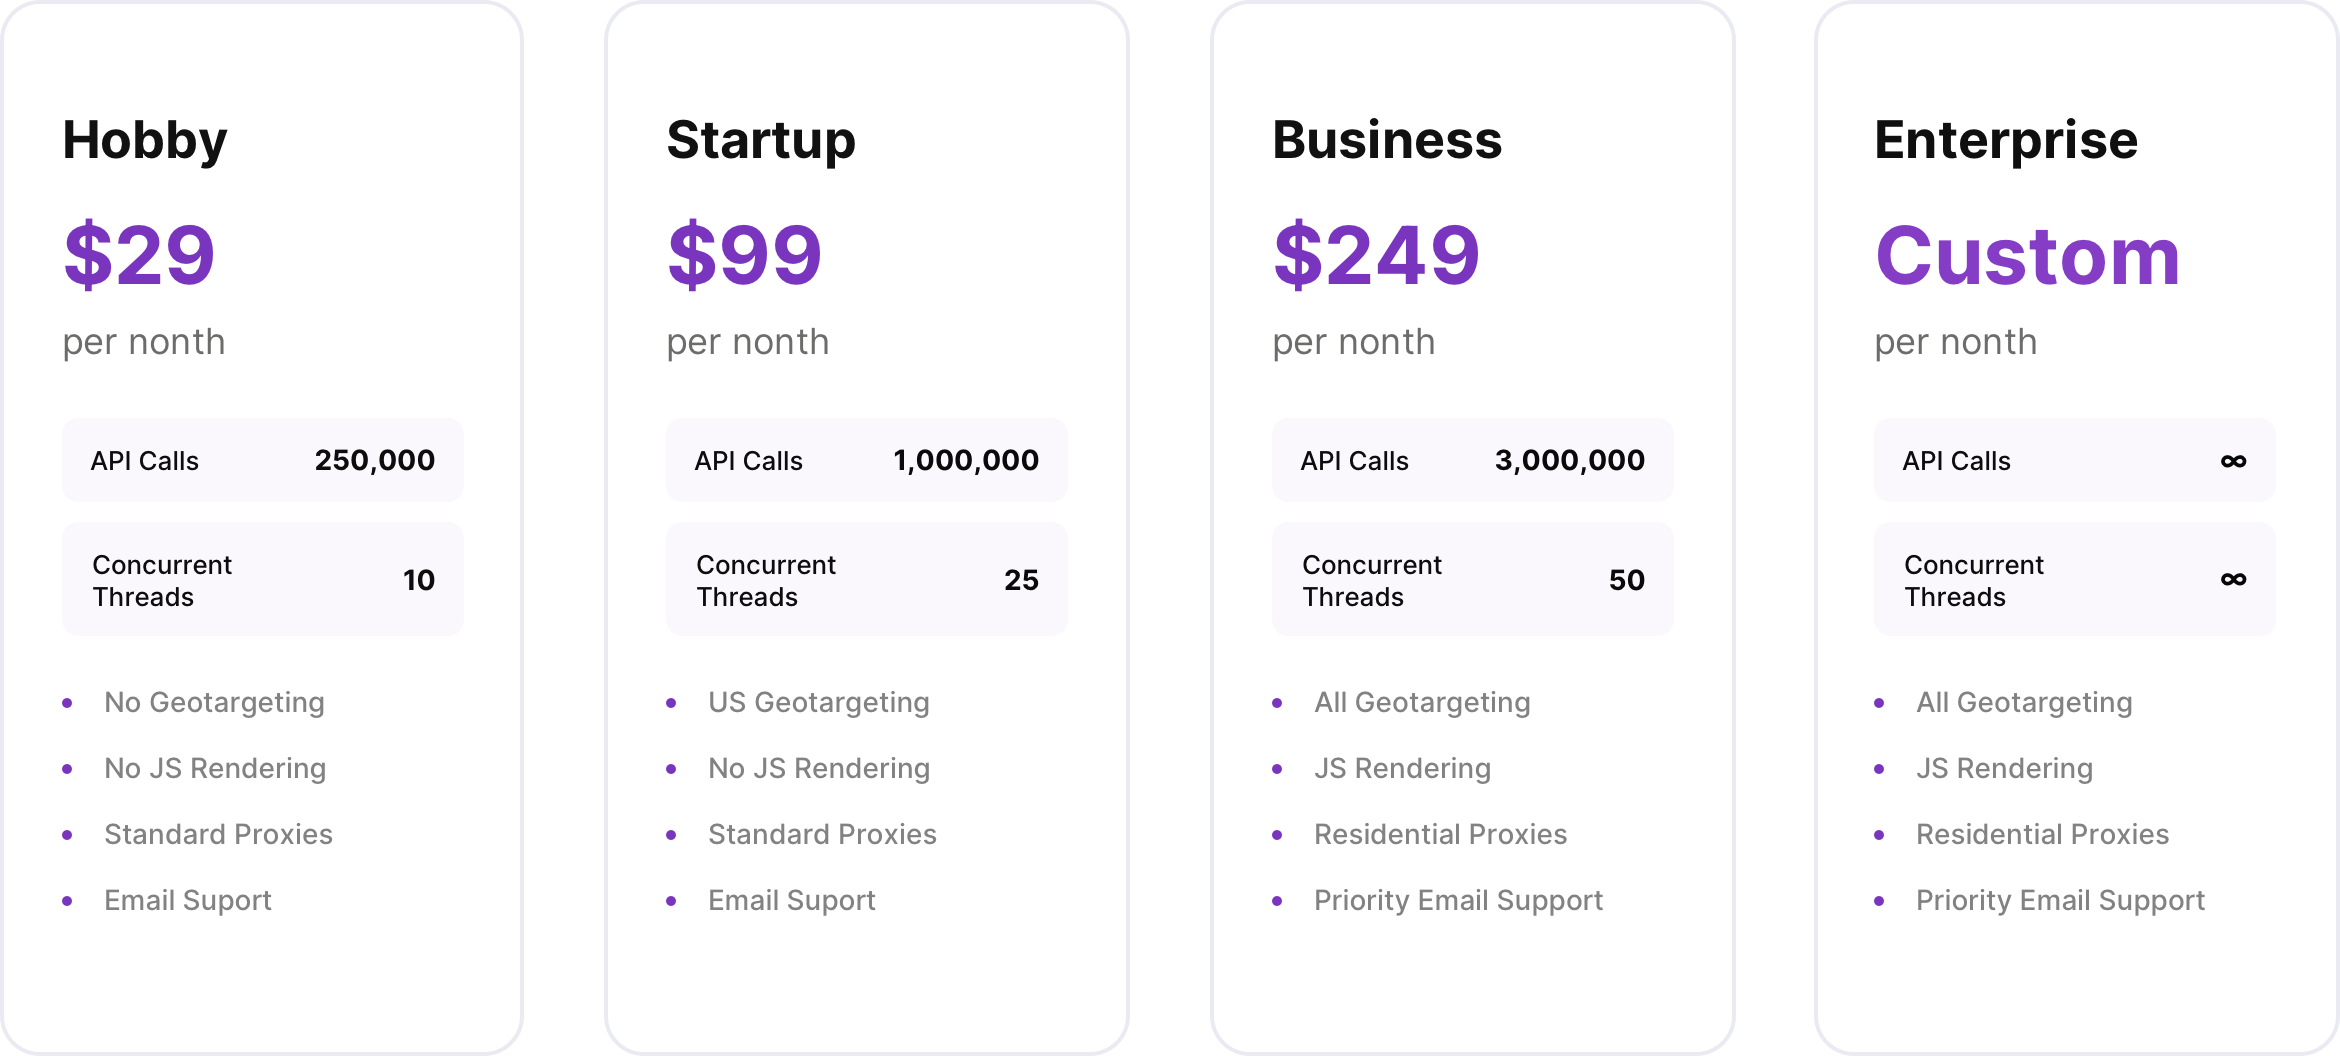 Hobby
$29
per nonth
API Calls 250,000
Concurrent
Threads
10
No Geotargeting
No JS Rendering
Standard Proxies
Email Suport
Startup
$99
per nonth
API Calls 1,000,000
Concurrent
Threads
25
US Geotargeting
No JS Rendering
Standard Proxies
Email Suport
Business
$249
per nonth
API Calls 3,000,000
Concurrent
Threads
50
All Geotargeting
JS Rendering
Residential Proxies
Priority Email Support
Enterprise
Custom
per nonth
API Calls ∞
Concurrent
Threads
∞
All Geotargeting
JS Rendering
Residential Proxies
Priority Email Support